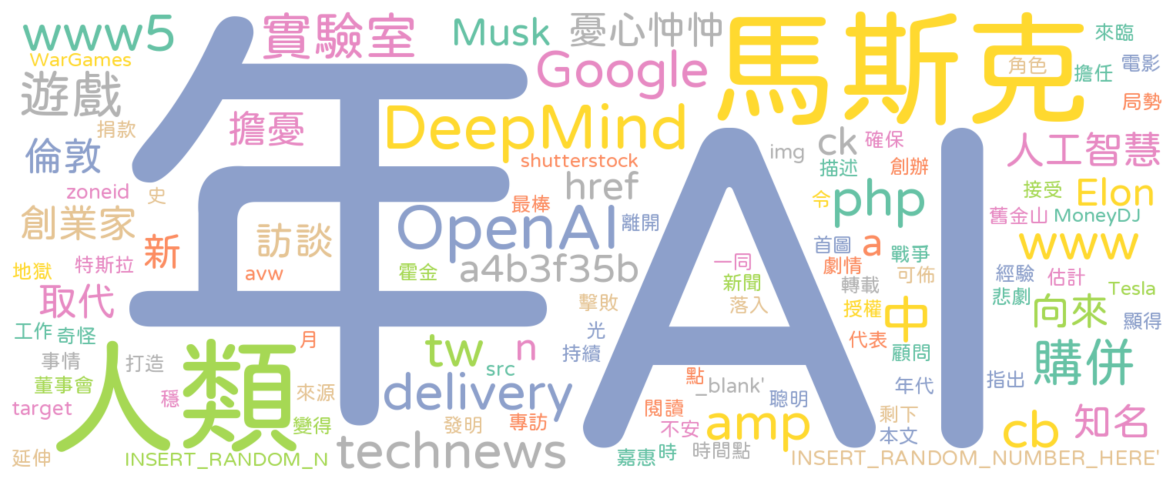 www5
實驗室
Musk
憂心忡忡
馬斯克
來臨
WarGames
Google
角色
擔任
電影
遊戲
年
局勢
捐款
擔憂
DeepMind
AI
ck
確保
人工智慧
倫敦
shutterstock
img
描述
創辦
zoneid
史
href
最棒
令
php
接受
Elon
創業家
訪談
OpenAI
離開
舊金山
MoneyDJ
新
首圖
a
戰爭
www
地獄
特斯拉
avw
霍金
a4b3f35b
一同
劇情
可佈
經驗
估計
新聞
轉載
悲劇
Tesla
取代
擊敗
落入
授權
中
向來
顯得
工作
奇怪
月
光
代表
人類
tw
n
持續
顧問
購併
事情
打造
src
點
_blank'
年代
指出
董事會
穩
來源
delivery
聰明
target
變得
發明
專訪
閱讀
不安
amp
剩下
本文
cb
知名
延伸
INSERT_RANDOM_N
technews
嘉惠
時
時間點
INSERT_RANDOM_NUMBER_HERE'